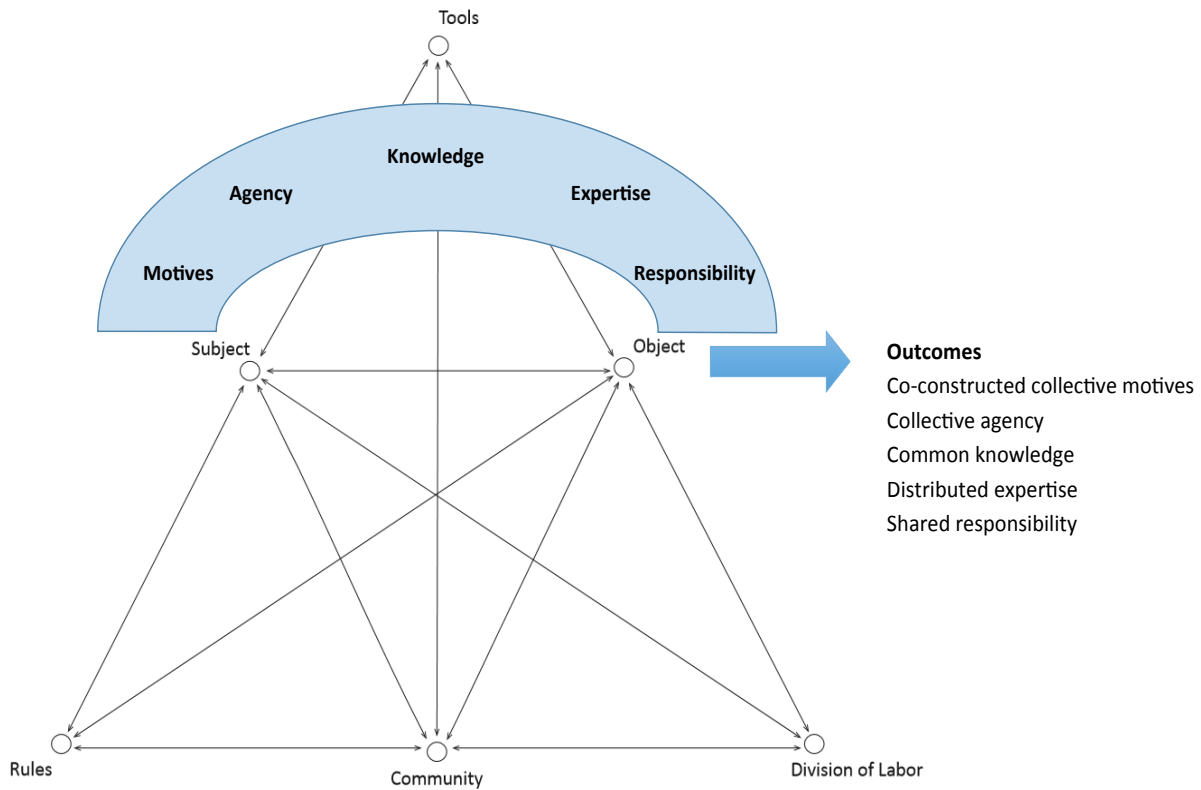 Tools
Knowledge
Agency
Expertise
Motives
Responsibility
Subject
Object
Outcomes
Co-constructed collective motives
Collective agency
Common knowledge
Distributed expertise
Shared responsibility
Rules
Community
Division of Labor